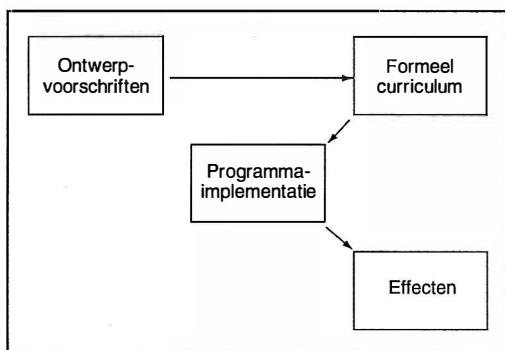 Ontwerp-
voorschriften
Formeel
curriculum
Programma-
implementatie
Effecten